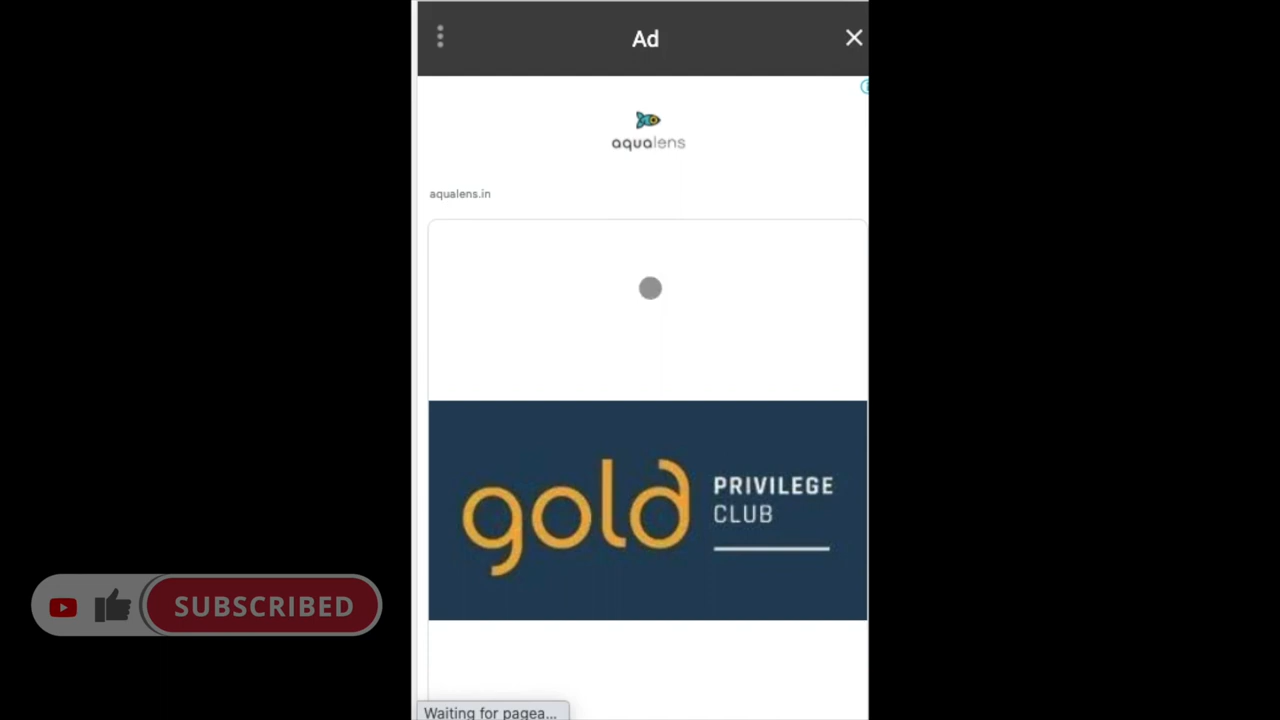 Ad
aqualens
aqualens.in
gold PRIVILEGE
CLUB
SUBSCRIBED
Waiting for pagea...